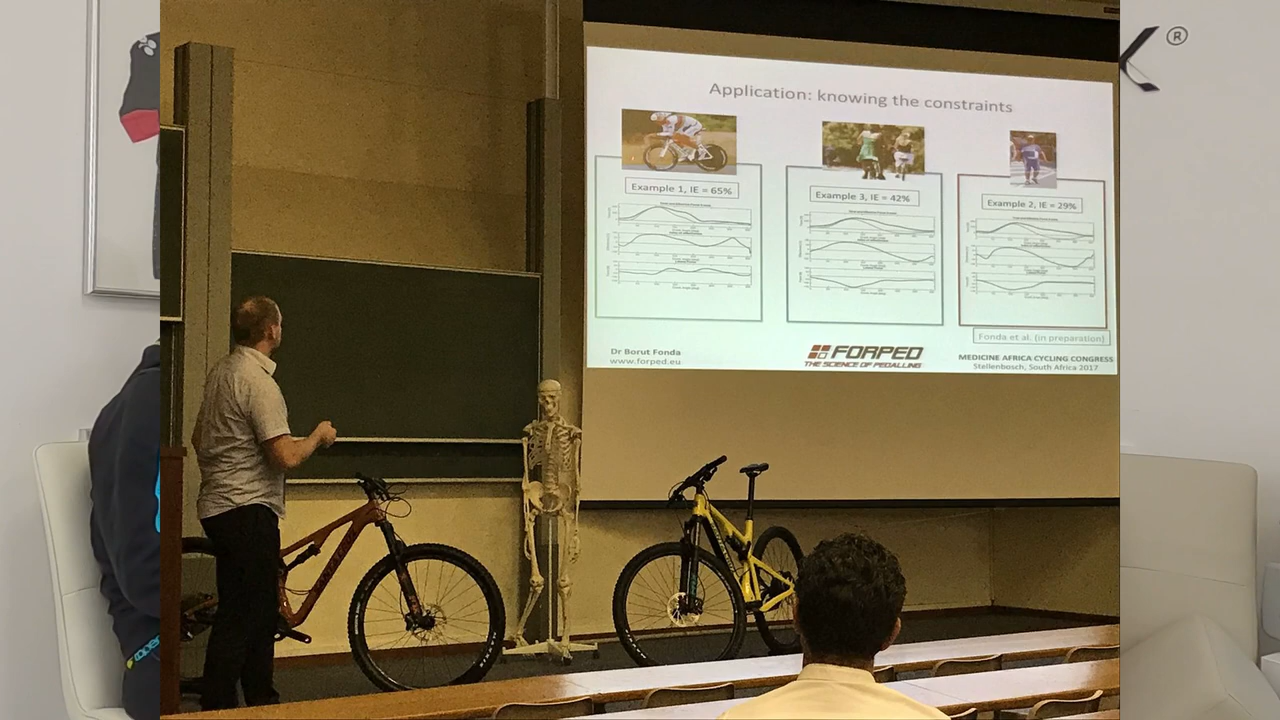 ®
Application: knowing the constraints
Example 1, IE = 65%
Example 3, IE = 42%
Example 2, IE = 29%
Fonda et al. (in preparation)
Dr Borut Fonda
www.forped.eu
FORPED
THE SCIENCE OF PEDALLING
MEDICINE AFRICA CYCLING CONGRESS
Stellenbosch, South Africa 2017